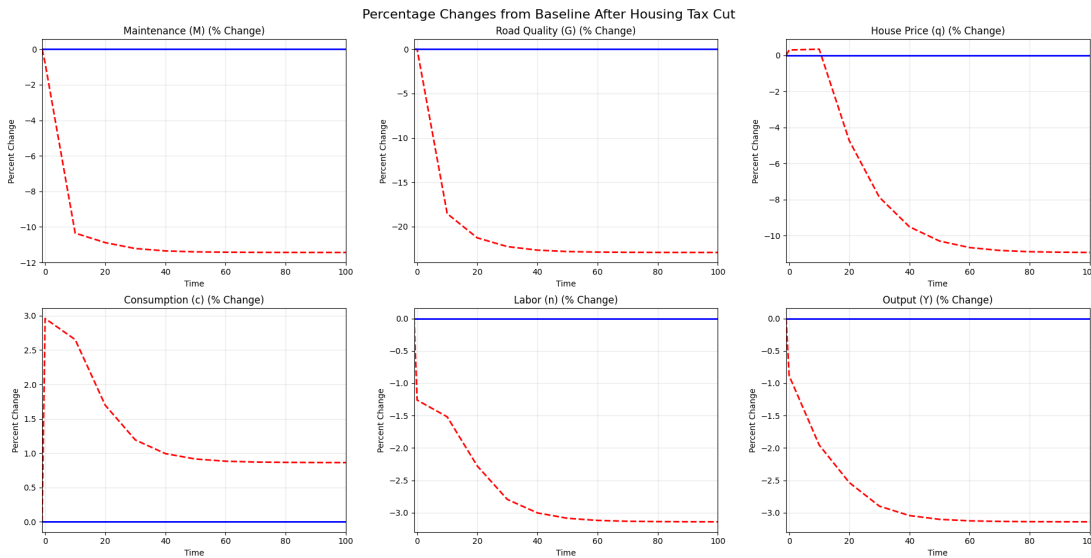 Percentage Changes from Baseline After Housing Tax Cut
Maintenance (M) (% Change)
Percent Change
0
−2
−4
−6
−8
−10
−12
0 20 40 60 80 100
Time
Road Quality (G) (% Change)
Percent Change
0
−5
−10
−15
−20
0 20 40 60 80 100
Time
House Price (q) (% Change)
Percent Change
0
−2
−4
−6
−8
−10
0 20 40 60 80 100
Time
Consumption (c) (% Change)
Percent Change
3.0
2.5
2.0
1.5
1.0
0.5
0.0
0 20 40 60 80 100
Time
Labor (n) (% Change)
Percent Change
0.0
−0.5
−1.0
−1.5
−2.0
−2.5
−3.0
0 20 40 60 80 100
Time
Output (Y) (% Change)
Percent Change
0.0
−0.5
−1.0
−1.5
−2.0
−2.5
−3.0
0 20 40 60 80 100
Time